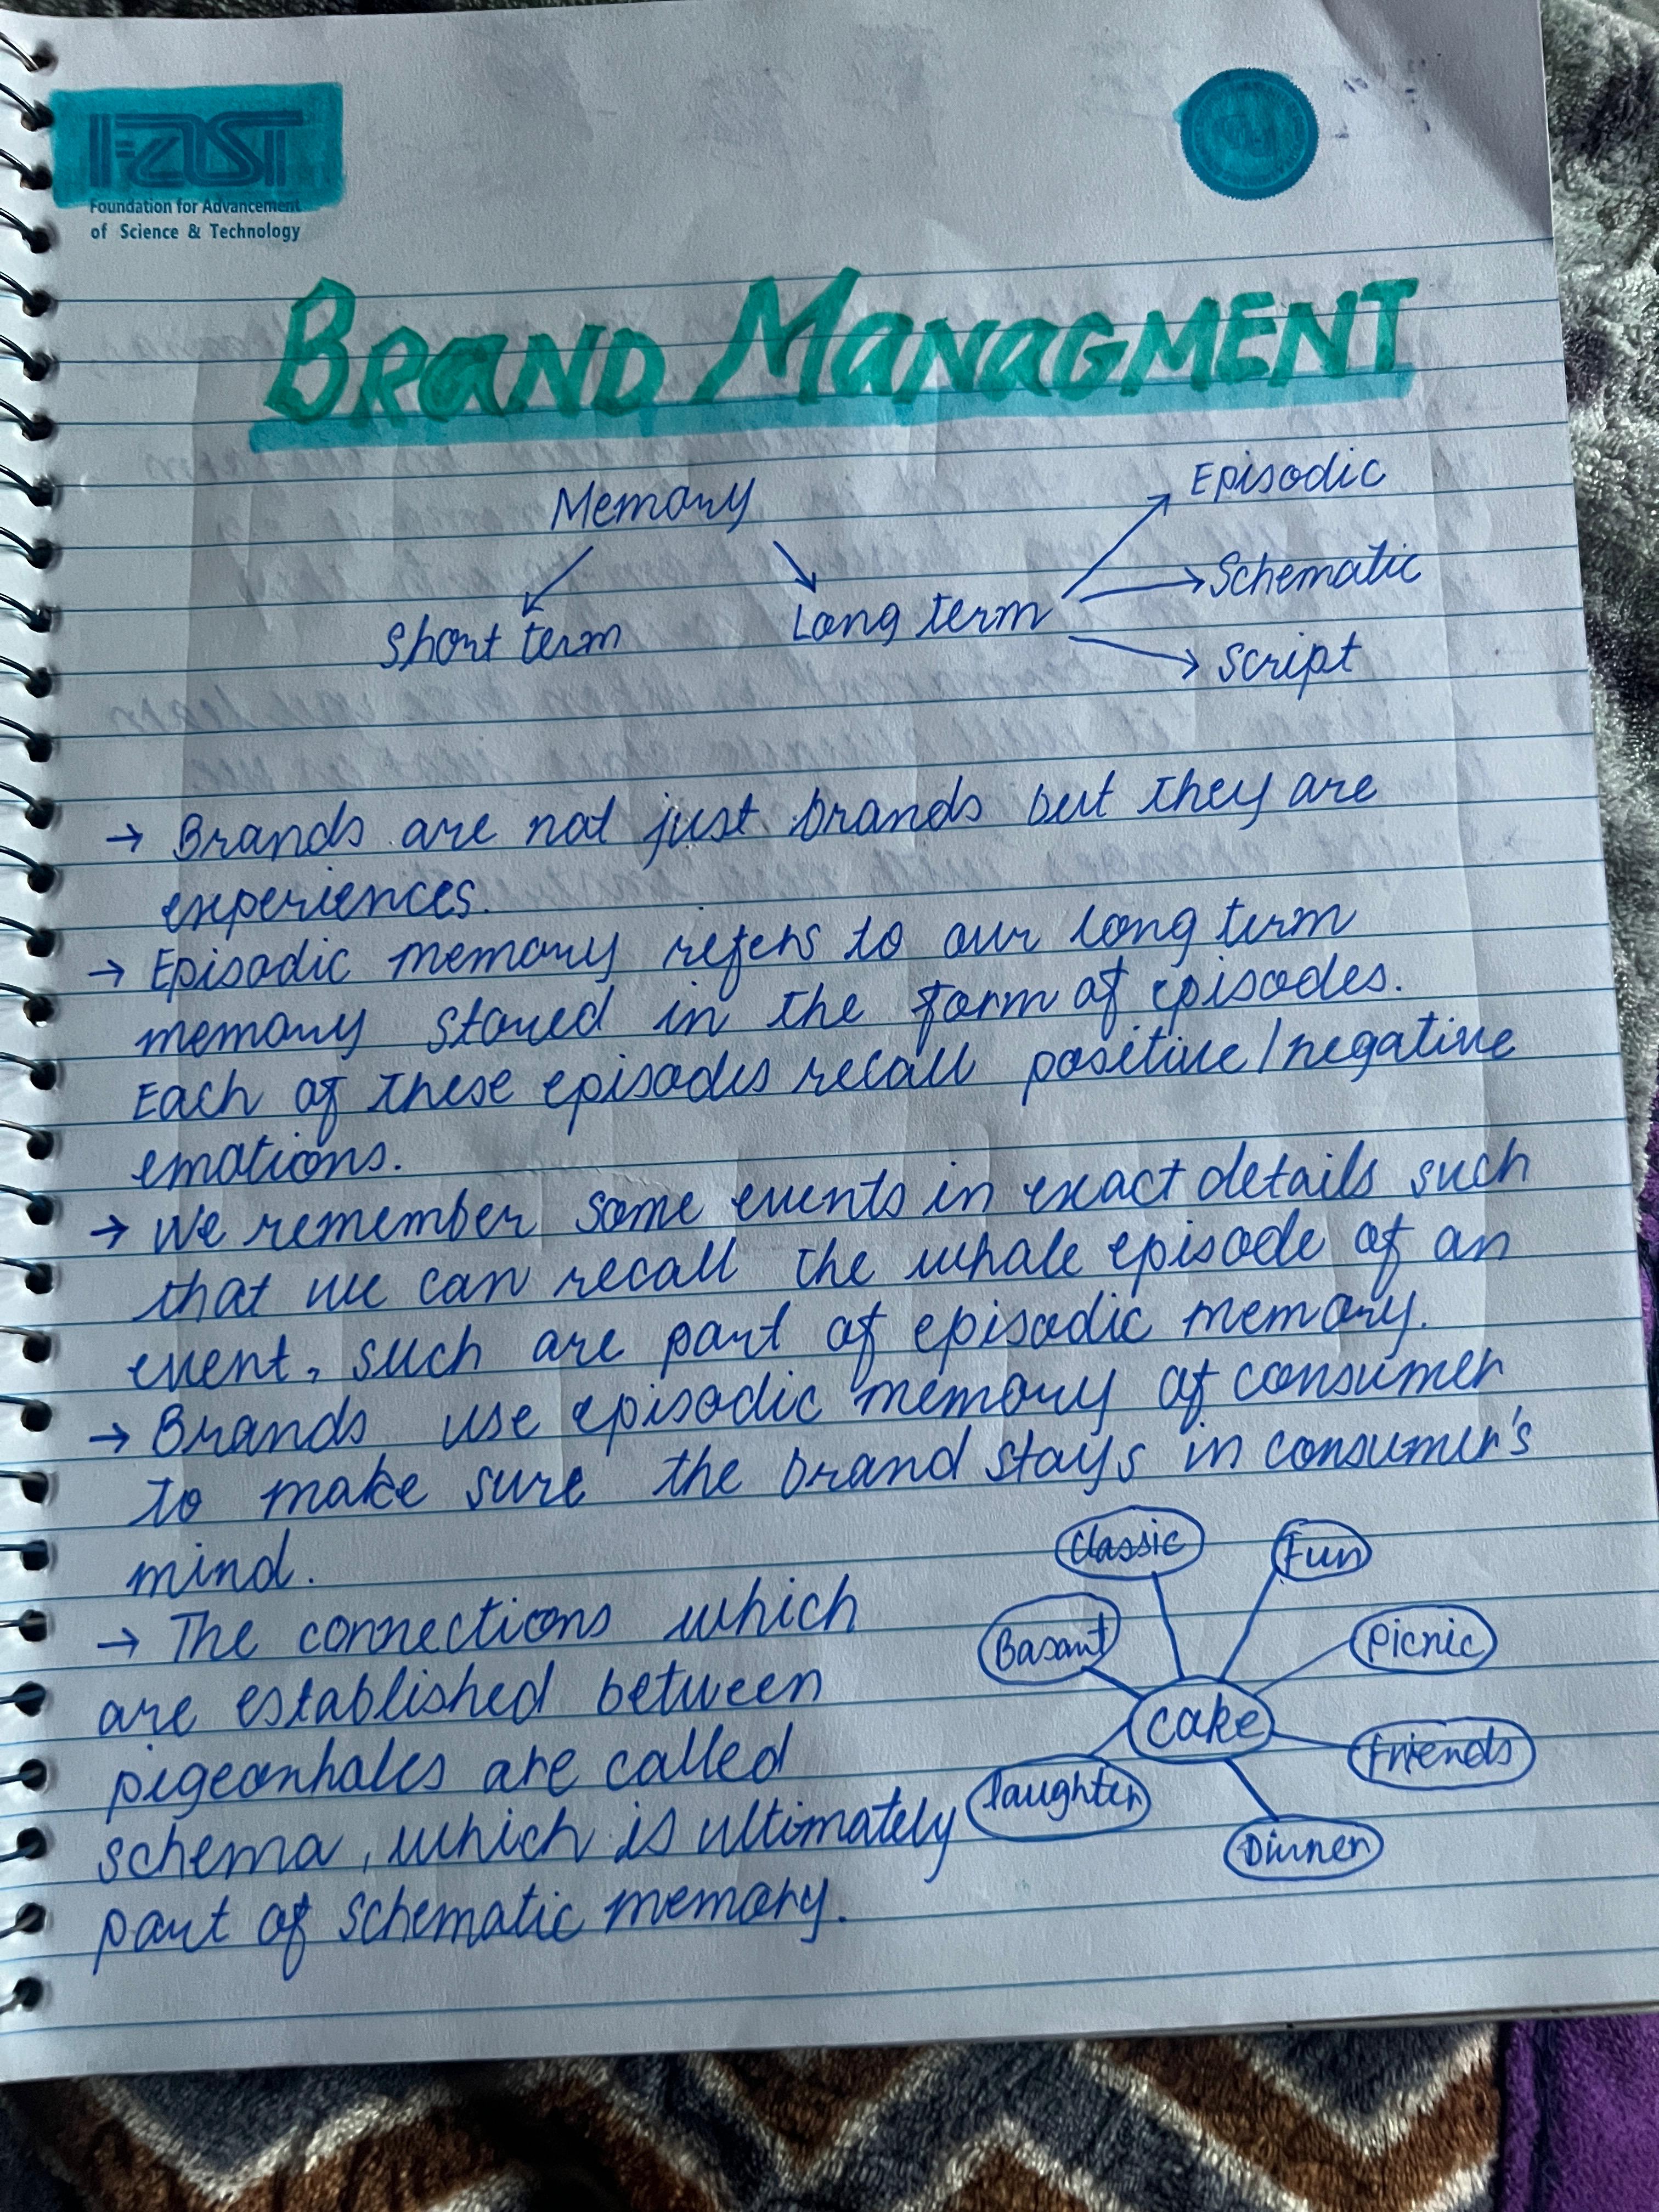 FAST
Foundation for Advancement
of Science & Technology
BRAND MANAGMENT
Memory
Short term
Long term
Episodic
Schematic
Script
→ Brands are not just brands but they are
experiences.
→ Episodic memory refers to our long term
memory stored in the form of episodes.
Each of these episodes recall positive/negative
emotions.
→ We remember some events in exact details such
that we can recall the whole episode of an
event, such are part of episodic memory.
→ Brands use episodic memory of consumer
to make sure the brand stays in consumer's
mind.
→ The connections which
are established between
pigeonholes are called
schema, which is ultimately
part of schematic memory.
Classic
Fun
Basant
Picnic
Cake
Friends
laughter
Dinner